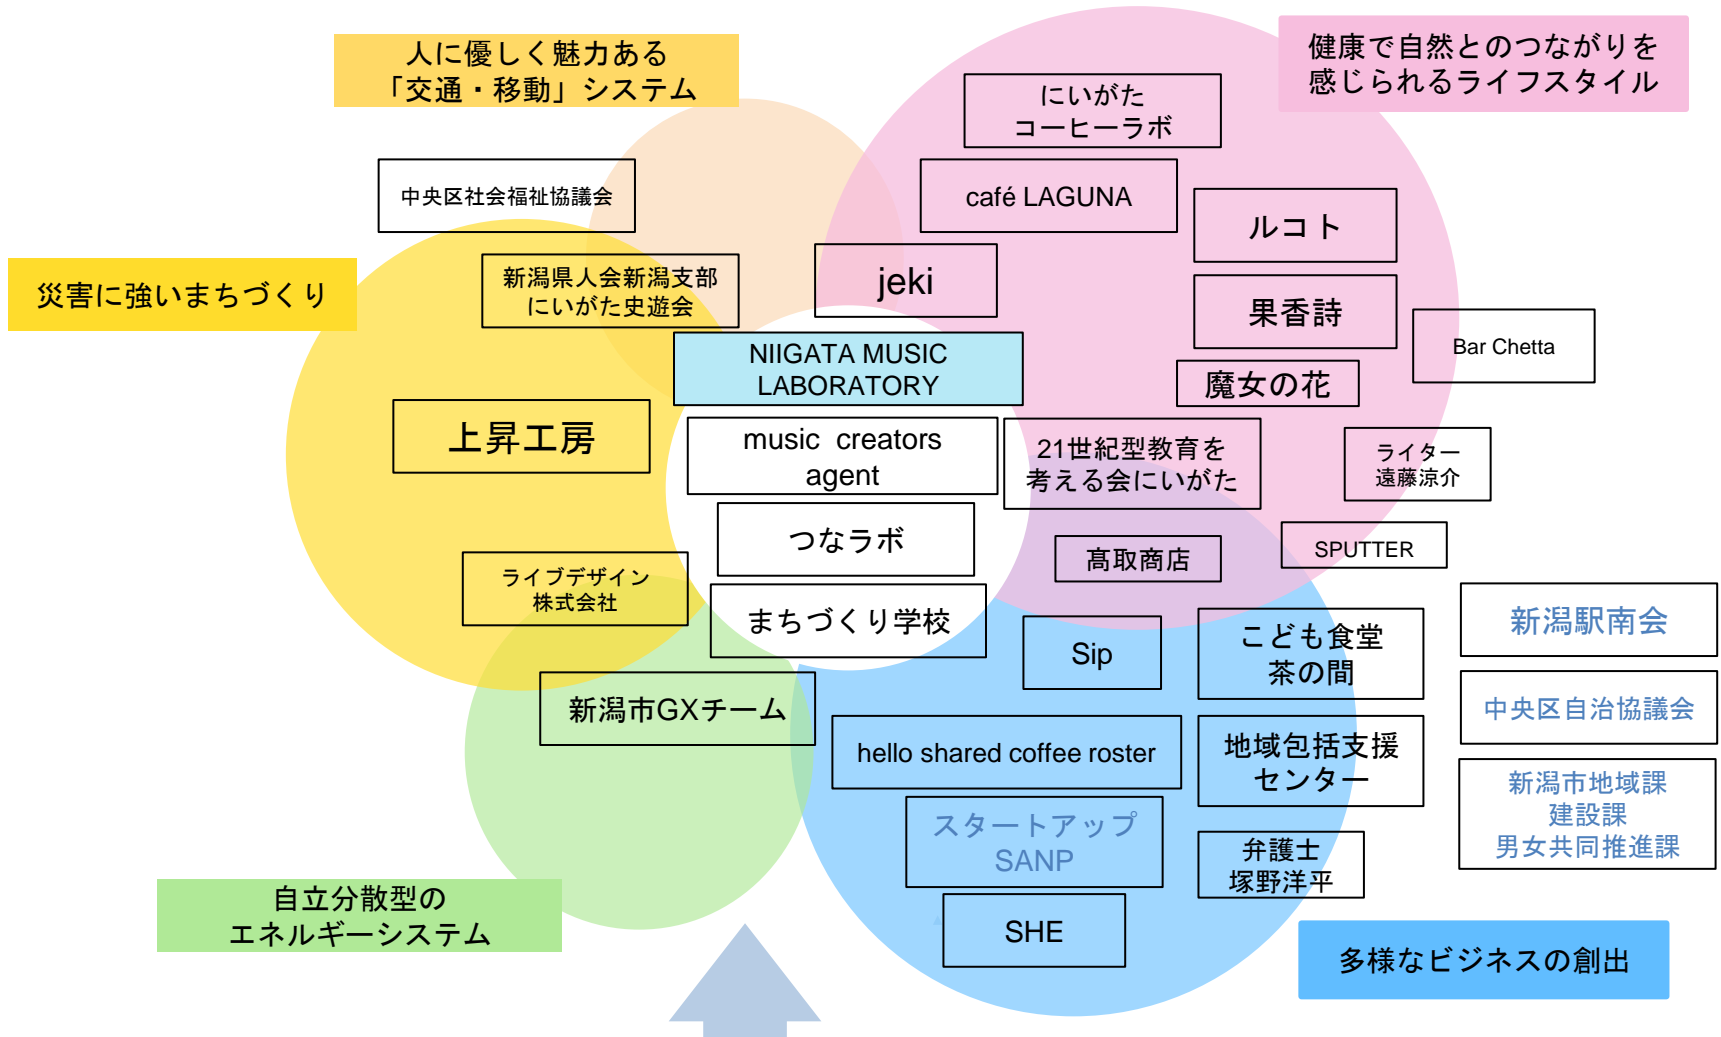 人に優しく魅力ある
「交通・移動」システム
健康で自然とのつながりを
感じられるライフスタイル
にいがた
コーヒーラボ
中央区社会福祉協議会
café LAGUNA
ルコト
災害に強いまちづくり
新潟県人会新潟支部
にいがた史遊会
jeki
果香詩
Bar Chetta
NIIGATA MUSIC
LABORATORY
魔女の花
上昇工房
music creators
agent
21世紀型教育を
考える会にいがた
ライター
遠藤涼介
つなラボ
髙取商店
SPUTTER
ライブデザイン
株式会社
まちづくり学校
Sip
こども食堂
茶の間
新潟駅南会
新潟市GXチーム
中央区自治協議会
hello shared coffee roster
地域包括支援
センター
新潟市地域課
建設課
男女共同推進課
スタートアップ
SANP
弁護士
塚野洋平
自立分散型の
エネルギーシステム
SHE
多様なビジネスの創出